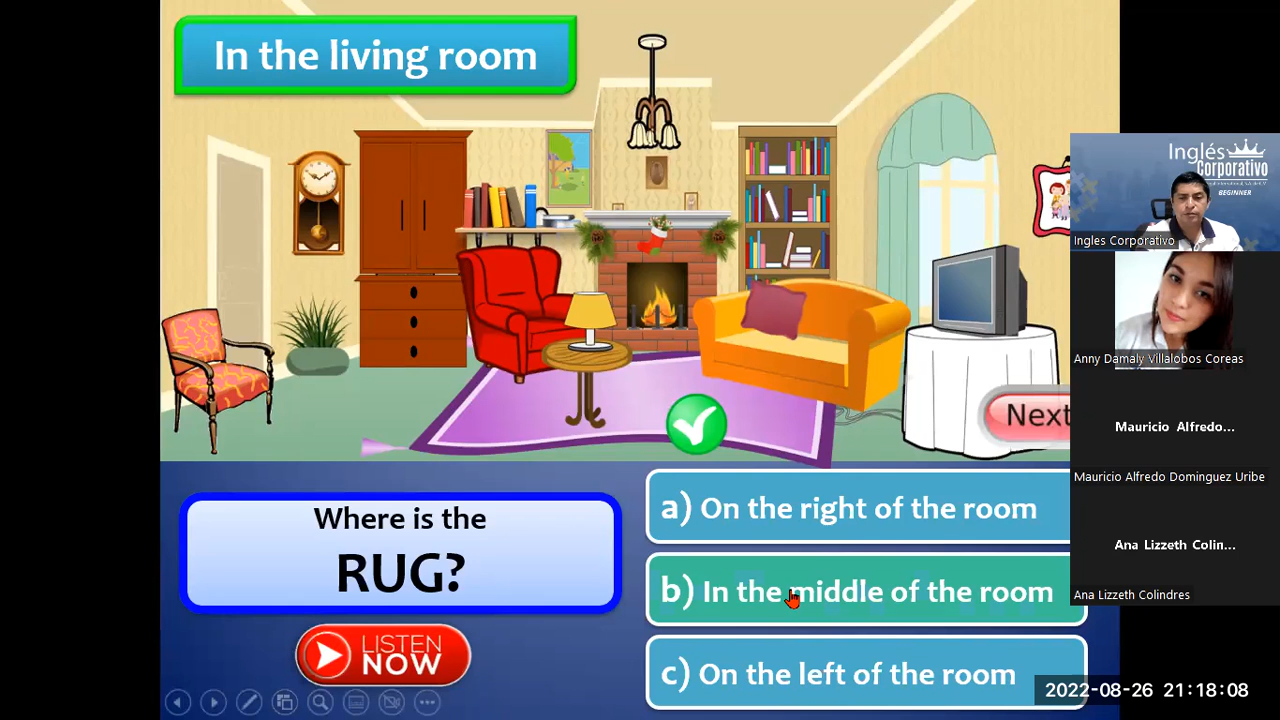 In the living room
Inglés
Corporativo
BEGINNER
Ingles Corporativo
Anny Damaly Villalobos Coreas
Mauricio Alfredo...
Mauricio Alfredo Dominguez Uribe
Ana Lizzeth Colin...
Ana Lizzeth Colindres
Next
Where is the
RUG?
LISTEN
NOW
a) On the right of the room
b) In the middle of the room
c) On the left of the room
2022-08-26 21:18:08